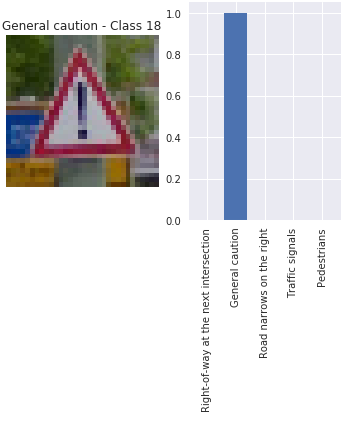 General caution - Class 18
1.0
0.8
0.6
0.4
0.2
0.0
Right-of-way at the next intersection
General caution
Road narrows on the right
Traffic signals
Pedestrians